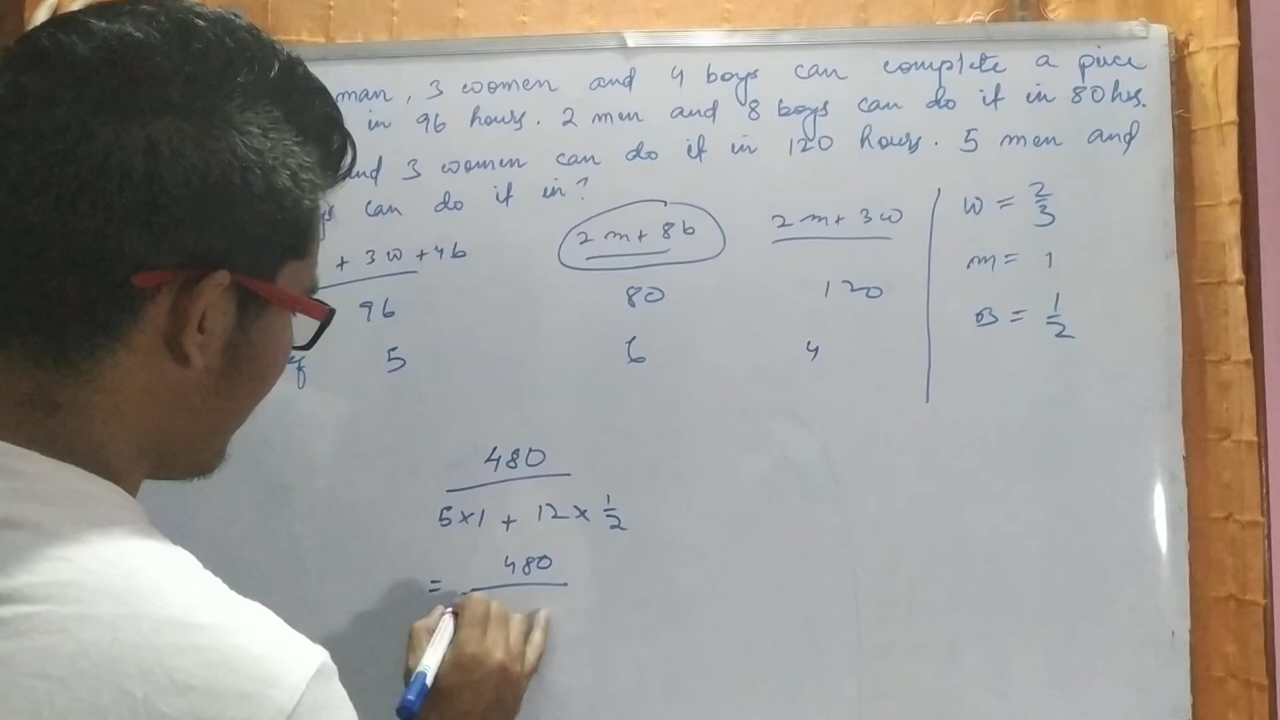 man, 3 women and 4 boys can complete a piece
in 96 hours. 2 men and 8 boys can do it in 80 hrs.
and 3 women can do it in 120 hours. 5 men and
ys can do it in?
+ 3w + 4b
2m + 8b
2m + 3w
96
80
120
5
6
4
w = 2/3
m = 1
B = 1/2
480
5×1 + 12× 1/2
480
=